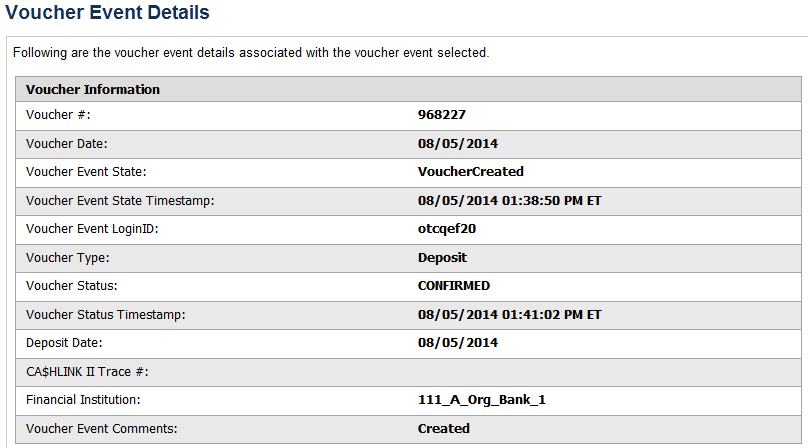 Voucher Event Details
Following are the voucher event details associated with the voucher event selected.
Voucher Information
Voucher #: 968227
Voucher Date: 08/05/2014
Voucher Event State: VoucherCreated
Voucher Event State Timestamp: 08/05/2014 01:38:50 PM ET
Voucher Event LoginID: otcqef20
Voucher Type: Deposit
Voucher Status: CONFIRMED
Voucher Status Timestamp: 08/05/2014 01:41:02 PM ET
Deposit Date: 08/05/2014
CA$HLINK II Trace #:
Financial Institution: 111_A_Org_Bank_1
Voucher Event Comments: Created